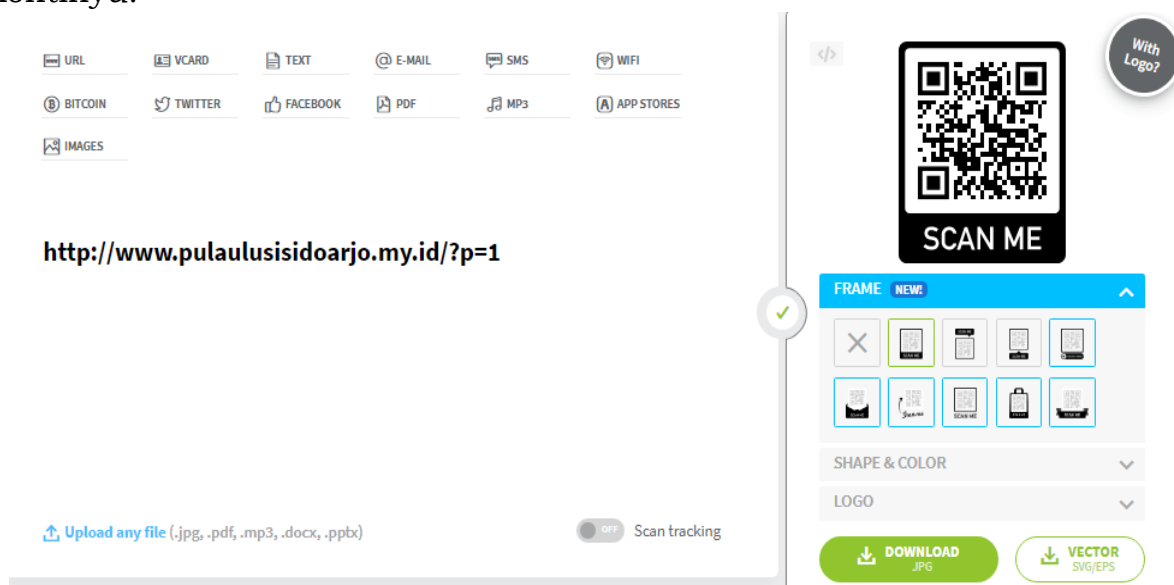 URL VCARD TEXT E-MAIL SMS WIFI
BITCOIN TWITTER FACEBOOK PDF MP3 APP STORES
IMAGES
http://www.pulaulusisidoarjo.my.id/?p=1
Upload any file (.jpg, .pdf, .mp3, .docx, .pptx)
OFF Scan tracking
</> With
Logo?
SCAN ME
FRAME NEW!
SHAPE & COLOR
LOGO
DOWNLOAD
JPG
VECTOR
SVG/EPS